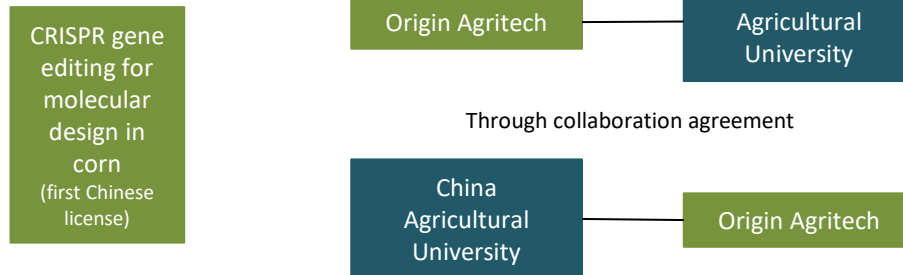 CRISPR gene
editing for
molecular
design in
corn
(first Chinese
license)
Origin Agritech
Agricultural
University
Through collaboration agreement
China
Agricultural
University
Origin Agritech